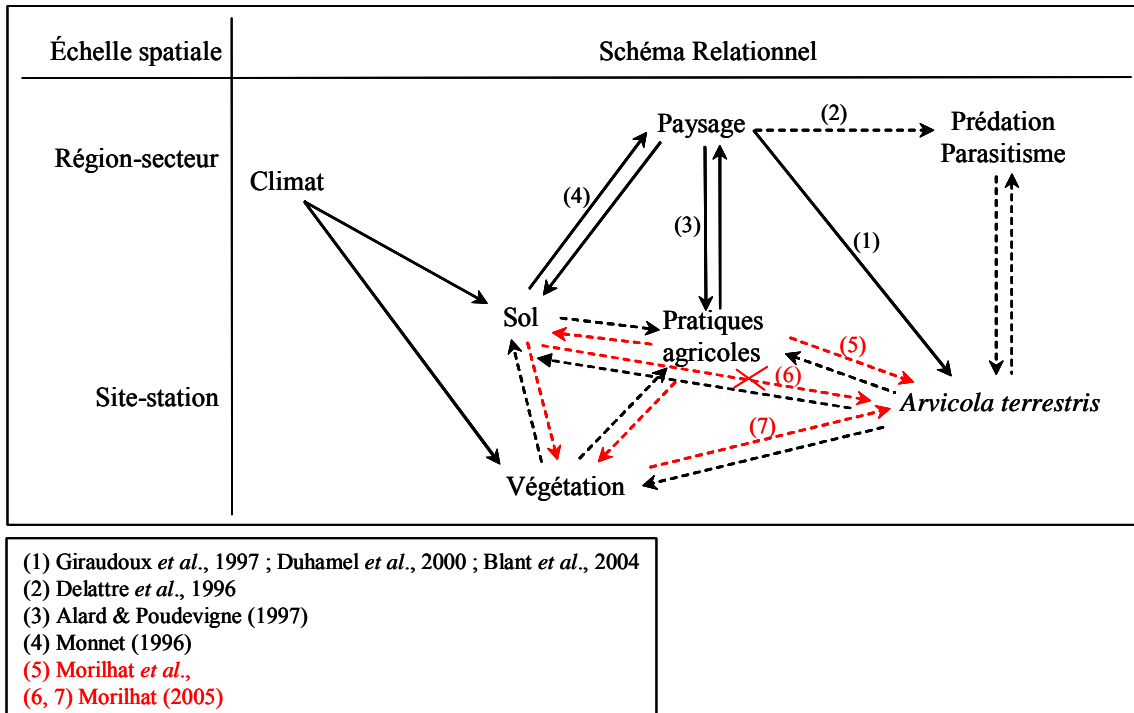 Échelle spatiale
Schéma Relationnel
Région-secteur
Climat
Paysage
(2)
Prédation
Parasitisme
(4)
(3)
(1)
Sol
Pratiques
agricoles
(5)
(6)
Site-station
Arvicola terrestris
(7)
Végétation
(1) Giraudoux et al., 1997 ; Duhamel et al., 2000 ; Blant et al., 2004
(2) Delattre et al., 1996
(3) Alard & Poudevigne (1997)
(4) Monnet (1996)
(5) Morilhat et al.,
(6, 7) Morilhat (2005)